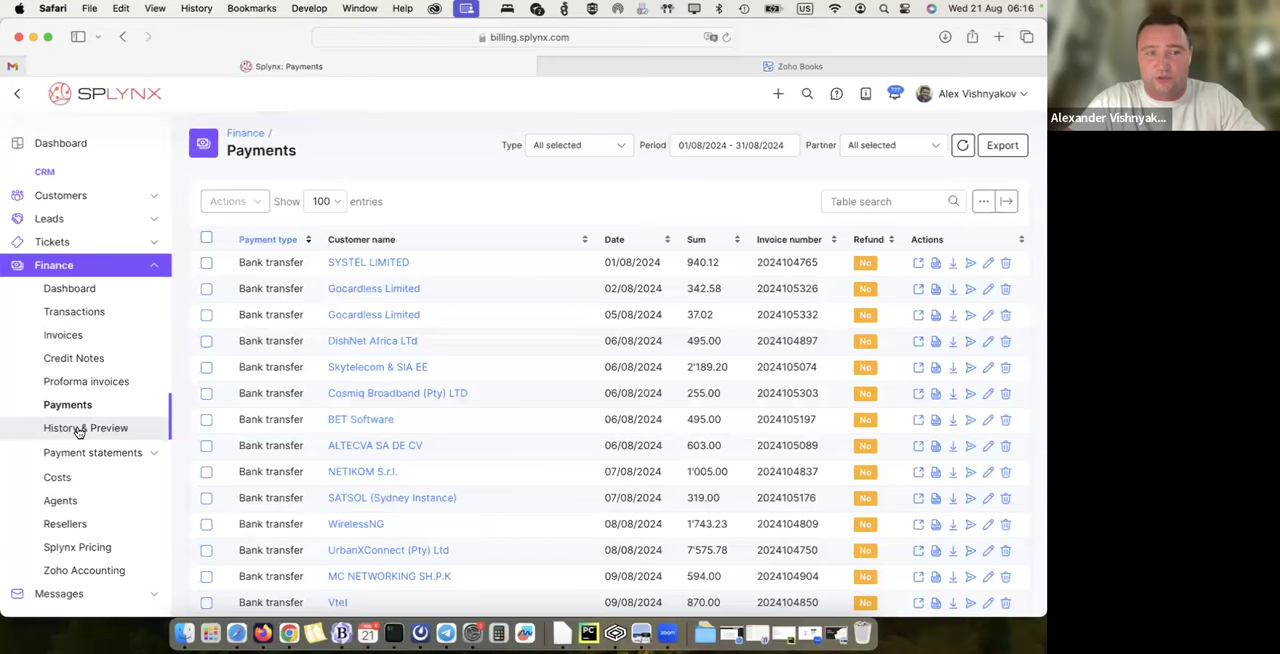 Safari File Edit View History Bookmarks Develop Window Help US Wed 21 Aug 06:16
billing.splynx.com
Splynx: Payments Zoho Books
SPLYNX 777 Alex Vishnyakov
Alexander Vishnyak...
Dashboard
CRM
Customers
Leads
Tickets
Finance
Dashboard
Transactions
Invoices
Credit Notes
Proforma invoices
Payments
History & Preview
Payment statements
Costs
Agents
Resellers
Splynx Pricing
Zoho Accounting
Messages
Finance /
Payments
Type All selected Period 01/08/2024 - 31/08/2024 Partner All selected Export
Actions Show 100 entries Table search
Payment type Customer name Date Sum Invoice number Refund Actions
Bank transfer SYSTEL LIMITED 01/08/2024 940.12 2024104765 No
Bank transfer Gocardless Limited 02/08/2024 342.58 2024105326 No
Bank transfer Gocardless Limited 05/08/2024 37.02 2024105332 No
Bank transfer DishNet Africa LTd 06/08/2024 495.00 2024104897 No
Bank transfer Skytelecom & SIA EE 06/08/2024 2'189.20 2024105074 No
Bank transfer Cosmiq Broadband (Pty) LTD 06/08/2024 255.00 2024105303 No
Bank transfer BET Software 06/08/2024 495.00 2024105197 No
Bank transfer ALTECVA SA DE CV 06/08/2024 603.00 2024105089 No
Bank transfer NETIKOM S.r.l. 07/08/2024 1'005.00 2024104837 No
Bank transfer SATSOL (Sydney Instance) 07/08/2024 319.00 2024105176 No
Bank transfer WirelessNG 08/08/2024 1'743.23 2024104809 No
Bank transfer UrbanXConnect (Pty) Ltd 08/08/2024 7'575.78 2024104750 No
Bank transfer MC NETWORKING SH.P.K 09/08/2024 594.00 2024104904 No
Bank transfer Vtel 09/08/2024 870.00 2024104850 No